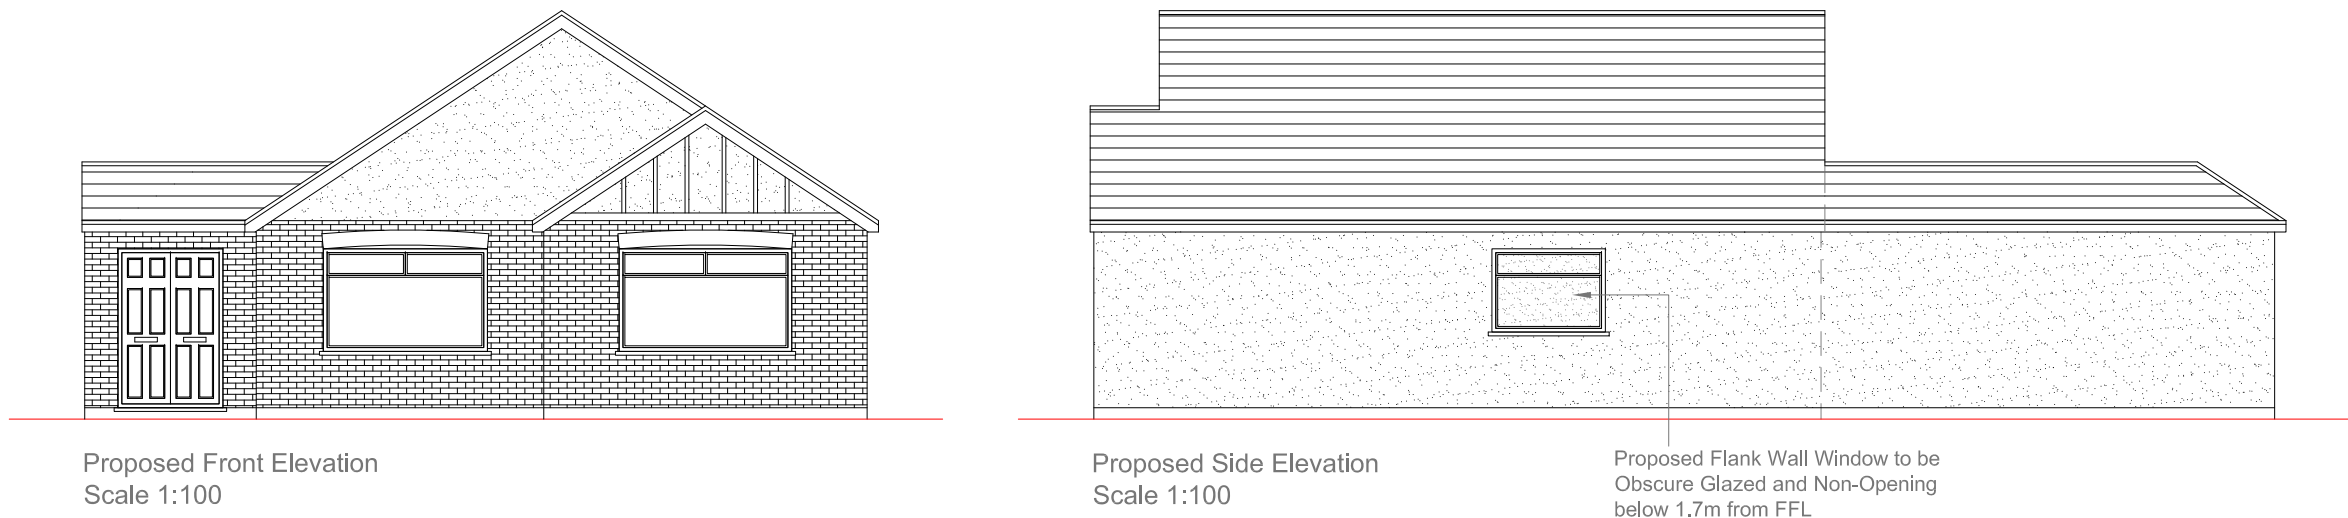 Proposed Front Elevation
Scale 1:100
Proposed Side Elevation
Scale 1:100
Proposed Flank Wall Window to be
Obscure Glazed and Non-Opening
below 1.7m from FFL